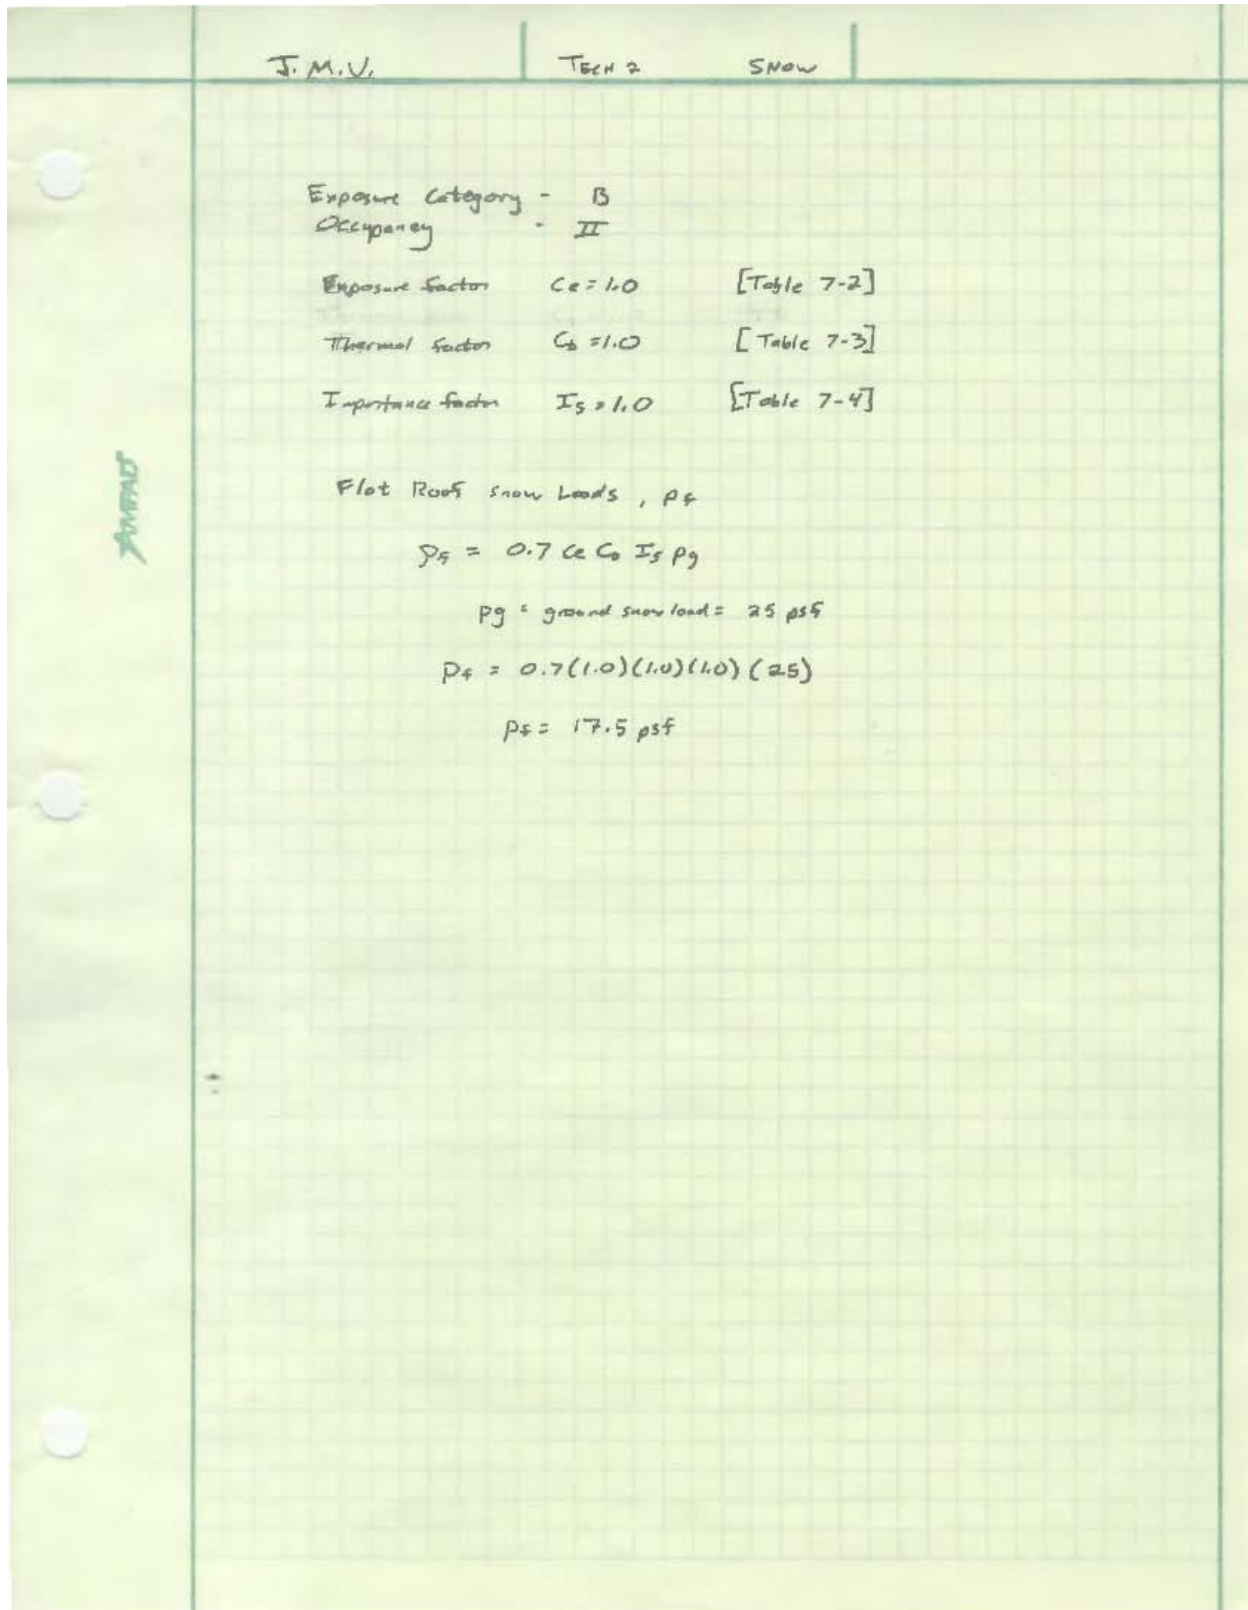 J.M.V. TECH 2 SNOW
Exposure Category - B
Occupancy - II
Exposure factor Ce = 1.0 [Table 7-2]
Thermal factor Ct = 1.0 [Table 7-3]
Importance factor Is = 1.0 [Table 7-4]
AMPAD
Flat Roof Snow Loads, pf
pf = 0.7 Ce Ct Is pg
pg = ground snow load = 25 psf
pf = 0.7(1.0)(1.0)(1.0)(25)
pf = 17.5 psf